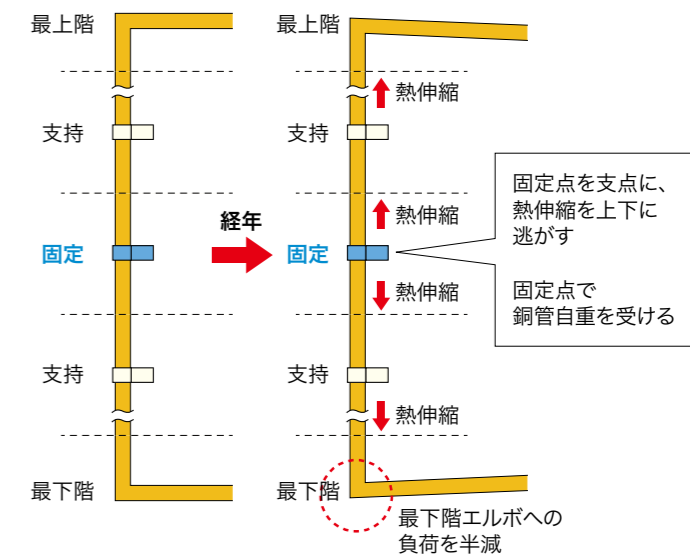 最上階
支持
固定
支持
最下階
経年
最上階
熱伸縮
支持
熱伸縮
固定
熱伸縮
支持
熱伸縮
最下階
固定点を支点に、
熱伸縮を上下に
逃がす
固定点で
銅管自重を受ける
最下階エルボへの
負荷を半減